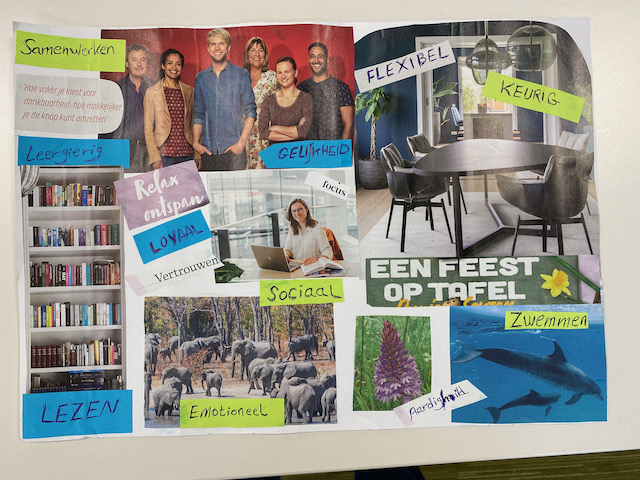 Samenwerken
'Hoe vaker je kiest voor
dankbaarheid, hoe makkelijker
je de knop kunt omzetten'
Leergierig
GELIJKHEID
FLEXIBEL
KEURIG
Relax
ontspan
focus
LOYAAL
Vertrouwen
Sociaal
EEN FEEST
OP TAFEL
Zwemmen
Emotioneel
Aardigheid
LEZEN